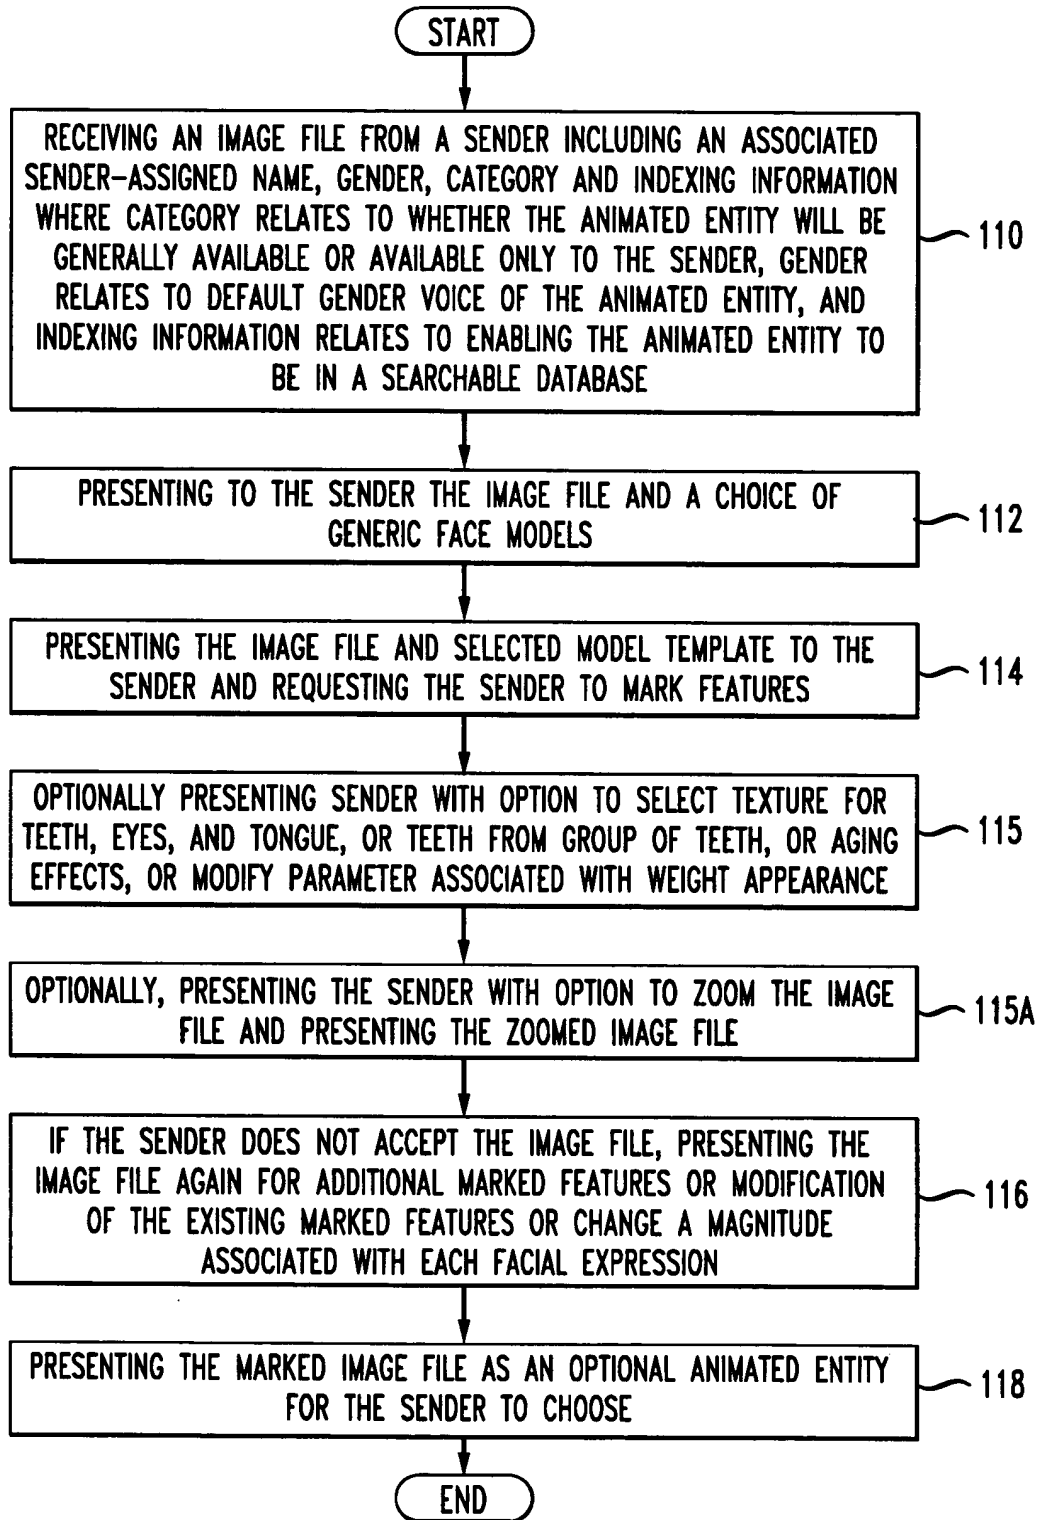 START
RECEIVING AN IMAGE FILE FROM A SENDER INCLUDING AN ASSOCIATED
SENDER-ASSIGNED NAME, GENDER, CATEGORY AND INDEXING INFORMATION
WHERE CATEGORY RELATES TO WHETHER THE ANIMATED ENTITY WILL BE
GENERALLY AVAILABLE OR AVAILABLE ONLY TO THE SENDER, GENDER
RELATES TO DEFAULT GENDER VOICE OF THE ANIMATED ENTITY, AND
INDEXING INFORMATION RELATES TO ENABLING THE ANIMATED ENTITY TO
BE IN A SEARCHABLE DATABASE
110
PRESENTING TO THE SENDER THE IMAGE FILE AND A CHOICE OF
GENERIC FACE MODELS
112
PRESENTING THE IMAGE FILE AND SELECTED MODEL TEMPLATE TO THE
SENDER AND REQUESTING THE SENDER TO MARK FEATURES
114
OPTIONALLY PRESENTING SENDER WITH OPTION TO SELECT TEXTURE FOR
TEETH, EYES, AND TONGUE, OR TEETH FROM GROUP OF TEETH, OR AGING
EFFECTS, OR MODIFY PARAMETER ASSOCIATED WITH WEIGHT APPEARANCE
115
OPTIONALLY, PRESENTING THE SENDER WITH OPTION TO ZOOM THE IMAGE
FILE AND PRESENTING THE ZOOMED IMAGE FILE
115A
IF THE SENDER DOES NOT ACCEPT THE IMAGE FILE, PRESENTING THE
IMAGE FILE AGAIN FOR ADDITIONAL MARKED FEATURES OR MODIFICATION
OF THE EXISTING MARKED FEATURES OR CHANGE A MAGNITUDE
ASSOCIATED WITH EACH FACIAL EXPRESSION
116
PRESENTING THE MARKED IMAGE FILE AS AN OPTIONAL ANIMATED ENTITY
FOR THE SENDER TO CHOOSE
118
END